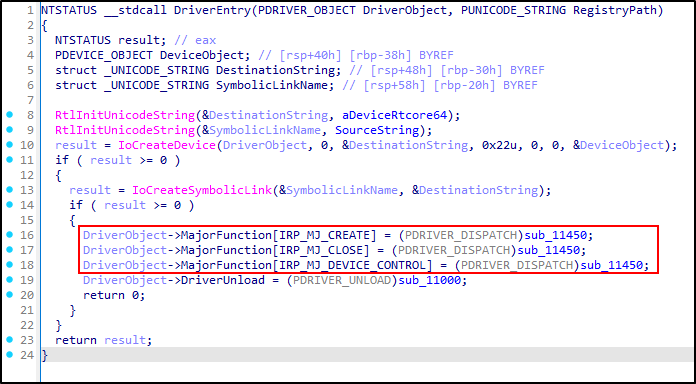 1 NTSTATUS __stdcall DriverEntry(PDRIVER_OBJECT DriverObject, PUNICODE_STRING RegistryPath)
2 {
3 NTSTATUS result; // eax
4 PDEVICE_OBJECT DeviceObject; // [rsp+40h] [rbp-38h] BYREF
5 struct _UNICODE_STRING DestinationString; // [rsp+48h] [rbp-30h] BYREF
6 struct _UNICODE_STRING SymbolicLinkName; // [rsp+58h] [rbp-20h] BYREF
7
8 RtlInitUnicodeString(&DestinationString, aDeviceRtcore64);
9 RtlInitUnicodeString(&SymbolicLinkName, SourceString);
10 result = IoCreateDevice(DriverObject, 0, &DestinationString, 0x22u, 0, 0, &DeviceObject);
11 if ( result >= 0 )
12 {
13 result = IoCreateSymbolicLink(&SymbolicLinkName, &DestinationString);
14 if ( result >= 0 )
15 {
16 DriverObject->MajorFunction[IRP_MJ_CREATE] = (PDRIVER_DISPATCH)sub_11450;
17 DriverObject->MajorFunction[IRP_MJ_CLOSE] = (PDRIVER_DISPATCH)sub_11450;
18 DriverObject->MajorFunction[IRP_MJ_DEVICE_CONTROL] = (PDRIVER_DISPATCH)sub_11450;
19 DriverObject->DriverUnload = (PDRIVER_UNLOAD)sub_11000;
20 return 0;
21 }
22 }
23 return result;
24 }